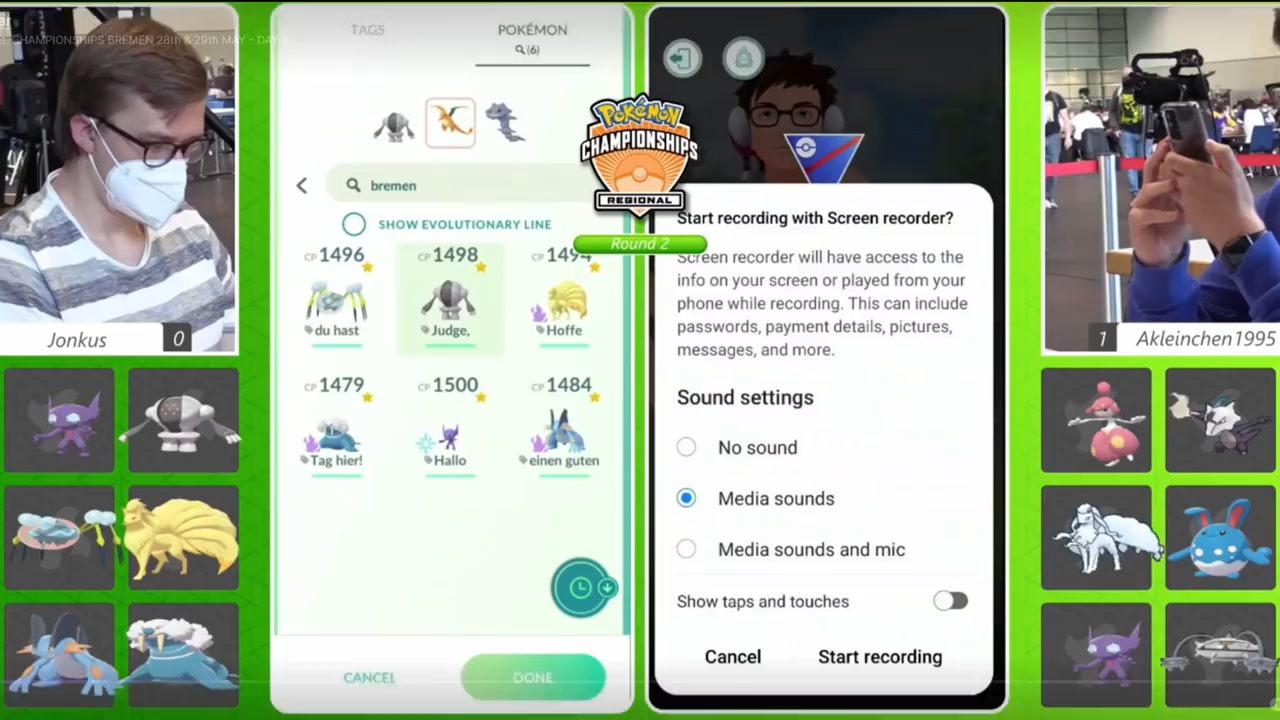 CHAMPIONSHIPS BREMEN 28th & 29th MAY - DAY
TAGS
POKÉMON
(6)
bremen
SHOW EVOLUTIONARY LINE
CP 1496
CP 1498
CP 1494
du hast
Judge,
Hoffe
CP 1479
CP 1500
CP 1484
Tag hier!
Hallo
einen guten
CANCEL
DONE
Pokémon
CHAMPIONSHIPS
REGIONAL
Round 2
Start recording with Screen recorder?
Screen recorder will have access to the
info on your screen or played from your
phone while recording. This can include
passwords, payment details, pictures,
messages, and more.
Sound settings
No sound
Media sounds
Media sounds and mic
Show taps and touches
Cancel
Start recording
Jonkus
0
1
Akleinchen1995